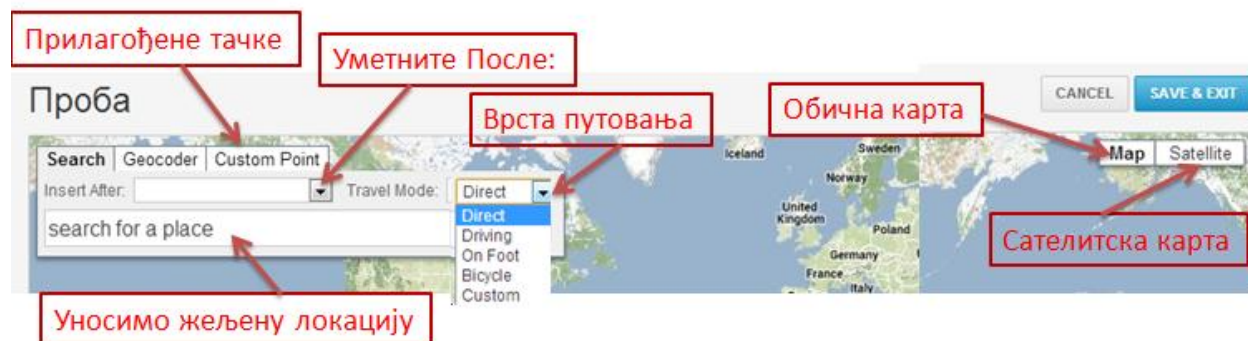 Прилагођене тачке
Уметните После:
Проба
Врста путовања
Обична карта
CANCEL
SAVE & EXIT
Search Geocoder Custom Point
Iceland
Sweden
Map Satellite
Insert After:
Travel Mode: Direct
Norway
Direct
Driving
On Foot
Bicycle
Custom
search for a place
United
Kingdom
Poland
Germany
France
Italy
Сателитска карта
Уносимо жељену локацију